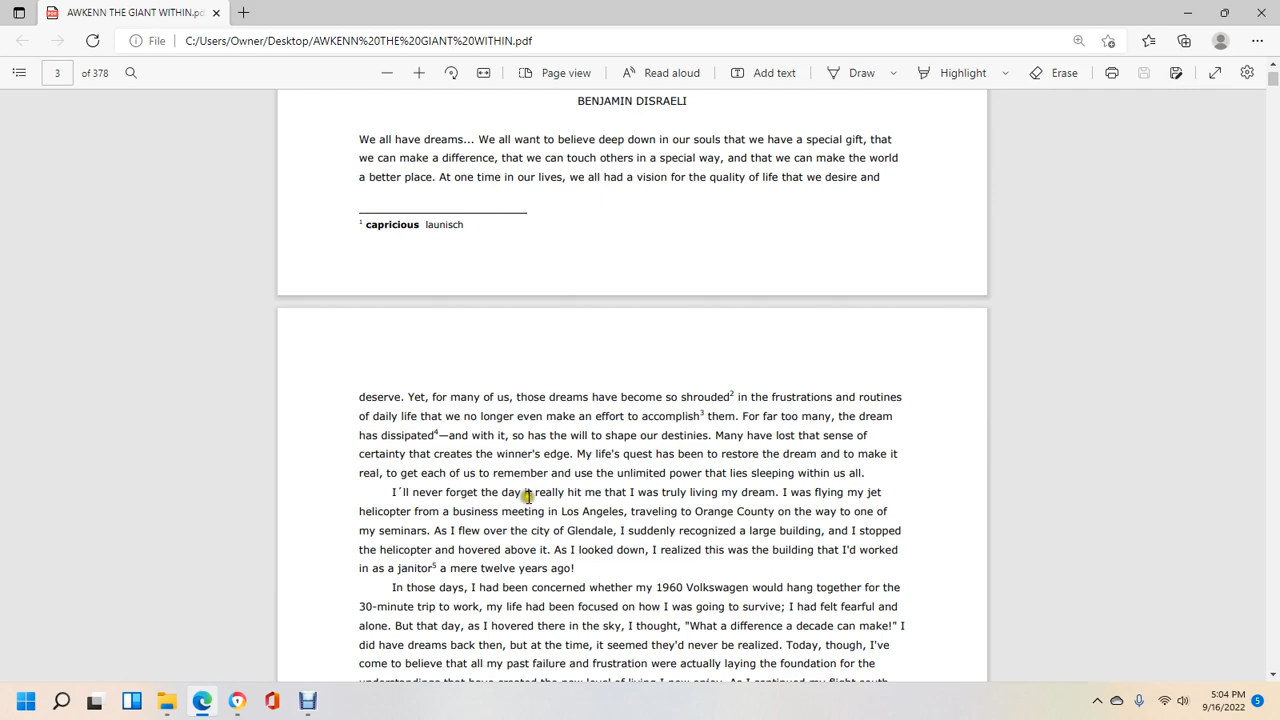 AWKENN THE GIANT WITHIN.pd
File C:/Users/Owner/Desktop/AWKENN%20THE%20GIANT%20WITHIN.pdf
3 of 378 Page view Read aloud Add text Draw Highlight Erase
BENJAMIN DISRAELI
We all have dreams... We all want to believe deep down in our souls that we have a special gift, that
we can make a difference, that we can touch others in a special way, and that we can make the world
a better place. At one time in our lives, we all had a vision for the quality of life that we desire and
1 capricious launisch
deserve. Yet, for many of us, those dreams have become so shrouded2 in the frustrations and routines
of daily life that we no longer even make an effort to accomplish3 them. For far too many, the dream
has dissipated4—and with it, so has the will to shape our destinies. Many have lost that sense of
certainty that creates the winner's edge. My life's quest has been to restore the dream and to make it
real, to get each of us to remember and use the unlimited power that lies sleeping within us all.
I´ll never forget the day it really hit me that I was truly living my dream. I was flying my jet
helicopter from a business meeting in Los Angeles, traveling to Orange County on the way to one of
my seminars. As I flew over the city of Glendale, I suddenly recognized a large building, and I stopped
the helicopter and hovered above it. As I looked down, I realized this was the building that I'd worked
in as a janitor5 a mere twelve years ago!
In those days, I had been concerned whether my 1960 Volkswagen would hang together for the
30-minute trip to work, my life had been focused on how I was going to survive; I had felt fearful and
alone. But that day, as I hovered there in the sky, I thought, "What a difference a decade can make!" I
did have dreams back then, but at the time, it seemed they'd never be realized. Today, though, I've
come to believe that all my past failure and frustration were actually laying the foundation for the
understandings that have created the new level of living I now enjoy. As I continued my flight south
5:04 PM
9/16/2022
5